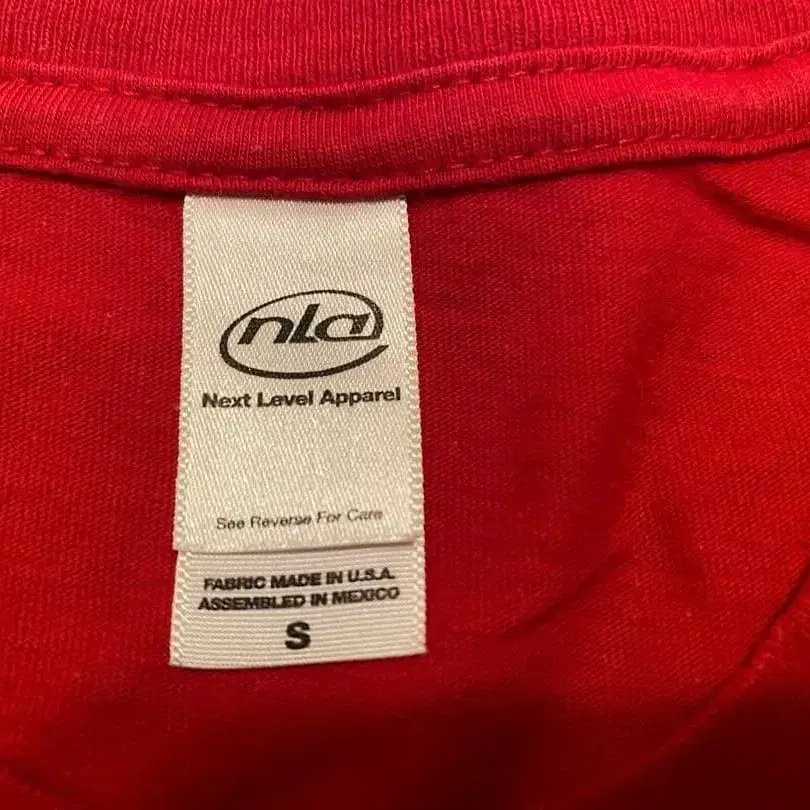 nla
Next Level Apparel
See Reverse For Care
FABRIC MADE IN U.S.A.
ASSEMBLED IN MEXICO
S